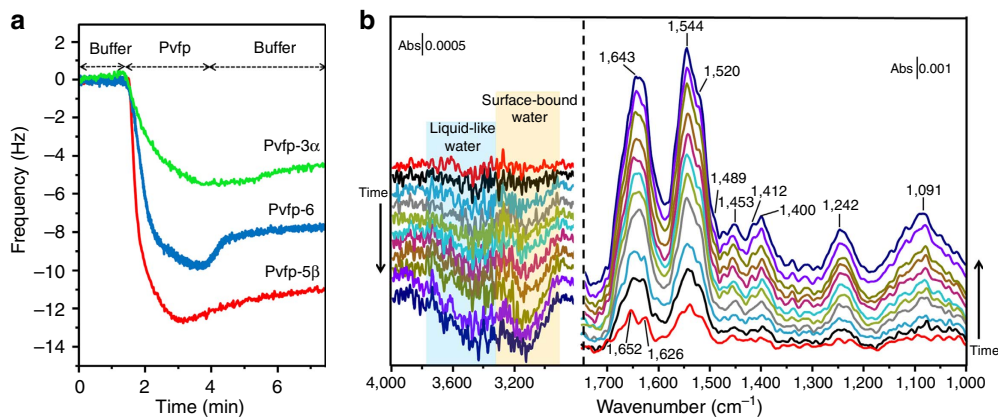 a
Buffer Pvfp Buffer
2
0
−2
−4
−6
−8
−10
−12
−14
Frequency (Hz)
Pvfp-3α
Pvfp-6
Pvfp-5β
0 2 4 6
Time (min)
b
Abs 0.0005
Abs 0.001
Surface-bound
water
Liquid-like
water
Time
1,643
1,544
1,520
1,489
1,453
1,412
1,400
1,242
1,091
1,652
1,626
Time
4,000 3,600 3,200 1,700 1,600 1,500 1,400 1,300 1,200 1,100 1,000
Wavenumber (cm⁻¹)